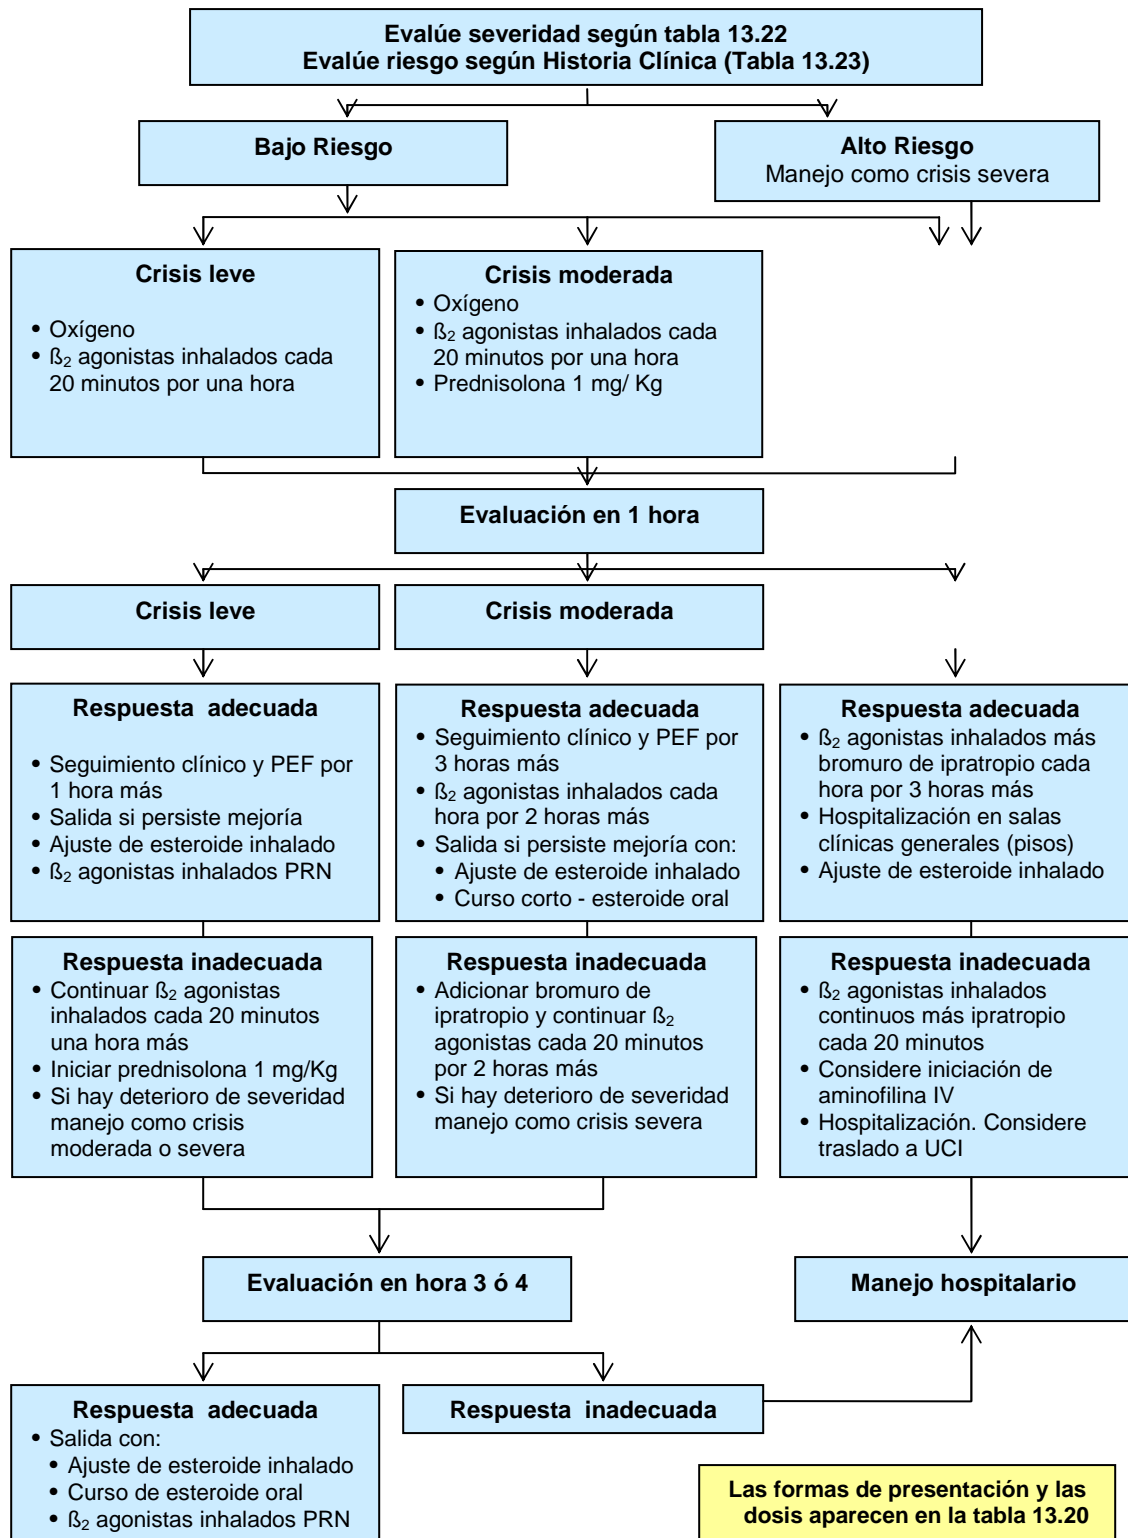 Evalúe severidad según tabla 13.22
Evalúe riesgo según Historia Clínica (Tabla 13.23)
Bajo Riesgo
Alto Riesgo
Manejo como crisis severa
Crisis leve
• Oxígeno
• ß₂ agonistas inhalados cada
20 minutos por una hora
Crisis moderada
• Oxígeno
• ß₂ agonistas inhalados cada
20 minutos por una hora
• Prednisolona 1 mg/ Kg
Evaluación en 1 hora
Crisis leve
Crisis moderada
Respuesta adecuada
• Seguimiento clínico y PEF por
1 hora más
• Salida si persiste mejoría
• Ajuste de esteroide inhalado
• ß₂ agonistas inhalados PRN
Respuesta adecuada
• Seguimiento clínico y PEF por
3 horas más
• ß₂ agonistas inhalados cada
hora por 2 horas más
• Salida si persiste mejoría con:
• Ajuste de esteroide inhalado
• Curso corto - esteroide oral
Respuesta adecuada
• ß₂ agonistas inhalados más
bromuro de ipratropio cada
hora por 3 horas más
• Hospitalización en salas
clínicas generales (pisos)
• Ajuste de esteroide inhalado
Respuesta inadecuada
• Continuar ß₂ agonistas
inhalados cada 20 minutos
una hora más
• Iniciar prednisolona 1 mg/Kg
• Si hay deterioro de severidad
manejo como crisis
moderada o severa
Respuesta inadecuada
• Adicionar bromuro de
ipratropio y continuar ß₂
agonistas cada 20 minutos
por 2 horas más
• Si hay deterioro de severidad
manejo como crisis severa
Respuesta inadecuada
• ß₂ agonistas inhalados
continuos más ipratropio
cada 20 minutos
• Considere iniciación de
aminofilina IV
• Hospitalización. Considere
traslado a UCI
Evaluación en hora 3 ó 4
Manejo hospitalario
Respuesta adecuada
• Salida con:
• Ajuste de esteroide inhalado
• Curso de esteroide oral
• ß₂ agonistas inhalados PRN
Respuesta inadecuada
Las formas de presentación y las
dosis aparecen en la tabla 13.20